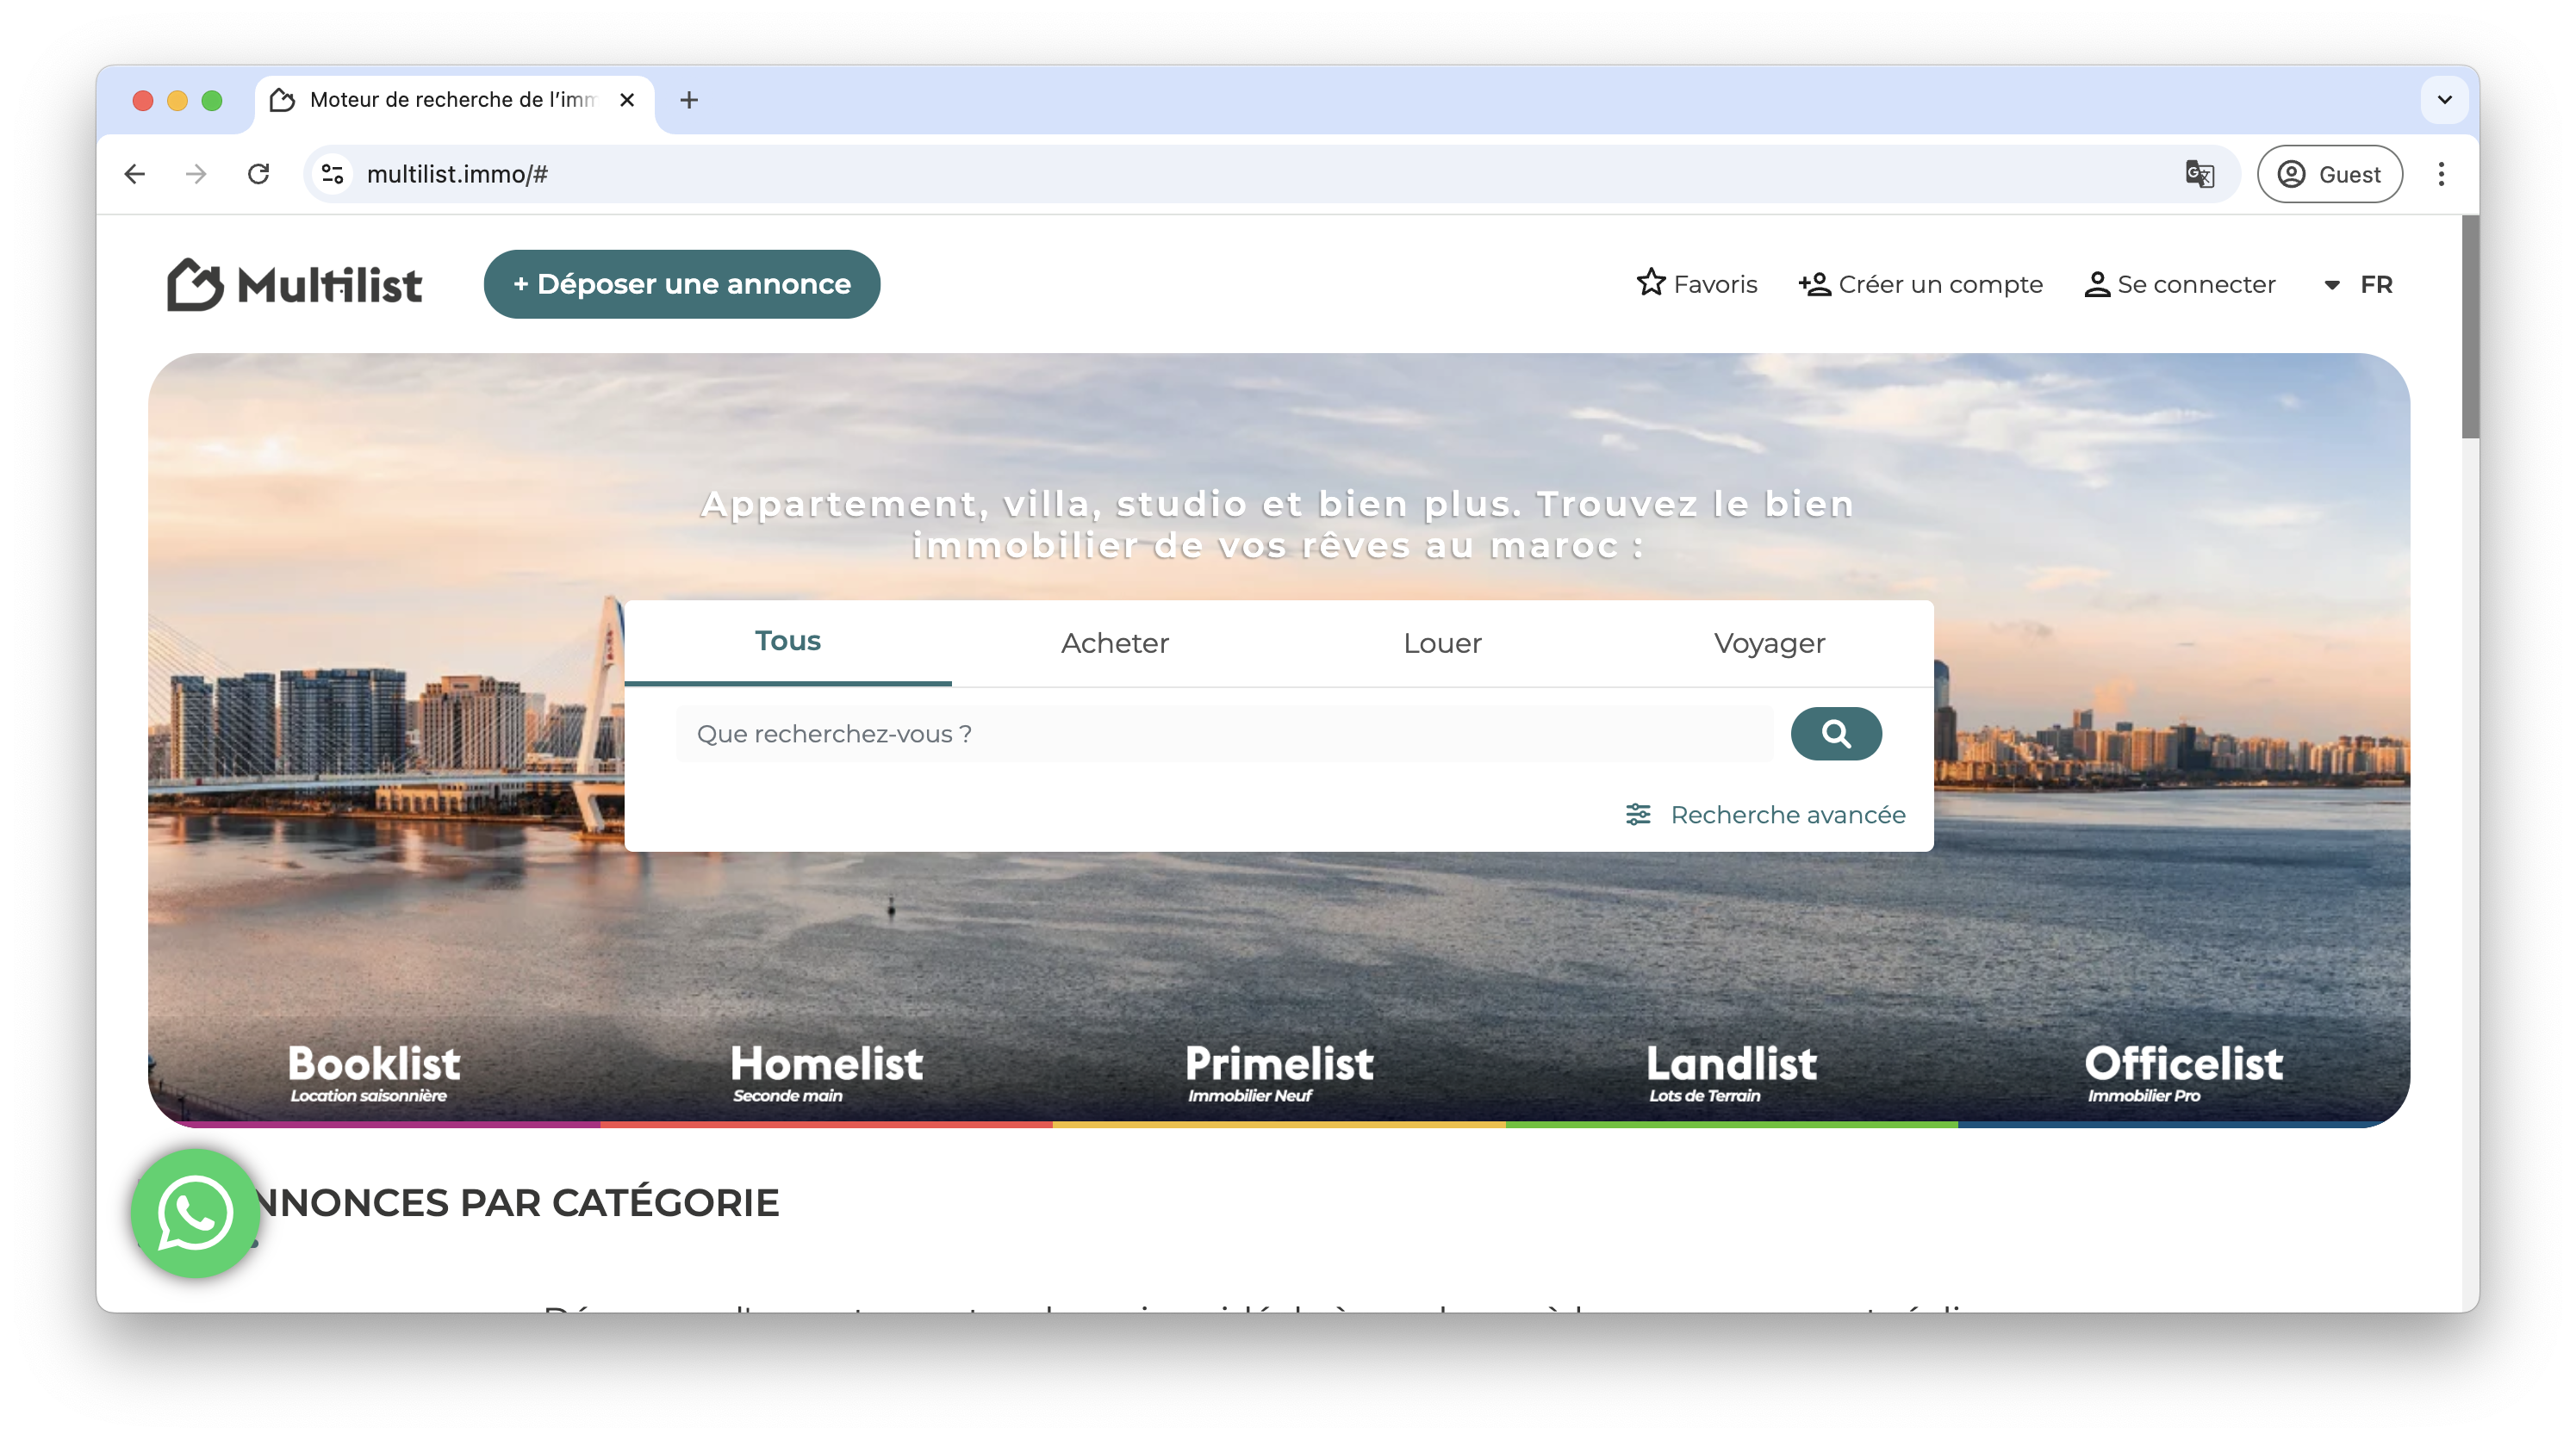 Moteur de recherche de l'imm
multilist.immo/#
Guest
Multilist
+ Déposer une annonce
Favoris
Créer un compte
Se connecter
FR
Appartement, villa, studio et bien plus. Trouvez le bien
immobilier de vos rêves au maroc :
Tous
Acheter
Louer
Voyager
Que recherchez-vous ?
Recherche avancée
Booklist
Location saisonnière
Homelist
Seconde main
Primelist
Immobilier Neuf
Landlist
Lots de Terrain
Officelist
Immobilier Pro
NNONCES PAR CATÉGORIE